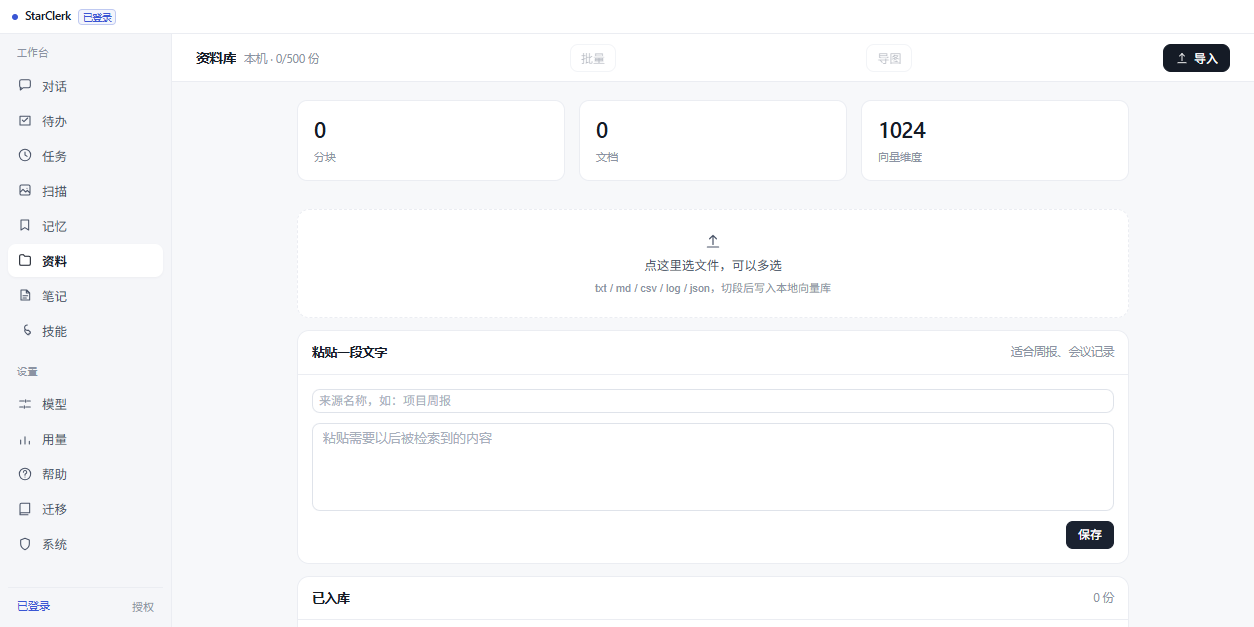 StarClerk 已登录
工作台
对话
待办
任务
扫描
记忆
资料
笔记
技能
设置
模型
用量
帮助
迁移
系统
已登录 授权
资料库 本机 · 0/500 份 批量 导图 导入
0
分块
0
文档
1024
向量维度
点这里选文件，可以多选
txt / md / csv / log / json，切段后写入本地向量库
粘贴一段文字 适合周报、会议记录
来源名称，如：项目周报
粘贴需要以后被检索到的内容
保存
已入库 0 份